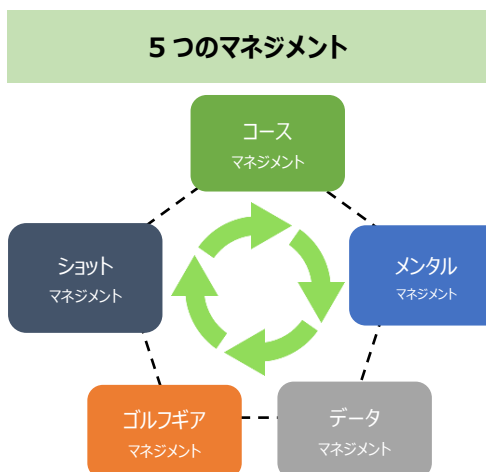 5つのマネジメント
コース
マネジメント
ショット
マネジメント
メンタル
マネジメント
ゴルフギア
マネジメント
データ
マネジメント